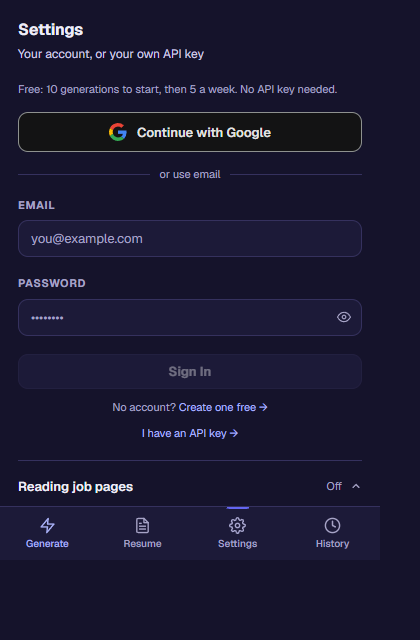 Settings
Your account, or your own API key
Free: 10 generations to start, then 5 a week. No API key needed.
Continue with Google
or use email
EMAIL
you@example.com
PASSWORD
••••••••
Sign In
No account? Create one free →
I have an API key →
Reading job pages Off
Generate Resume Settings History